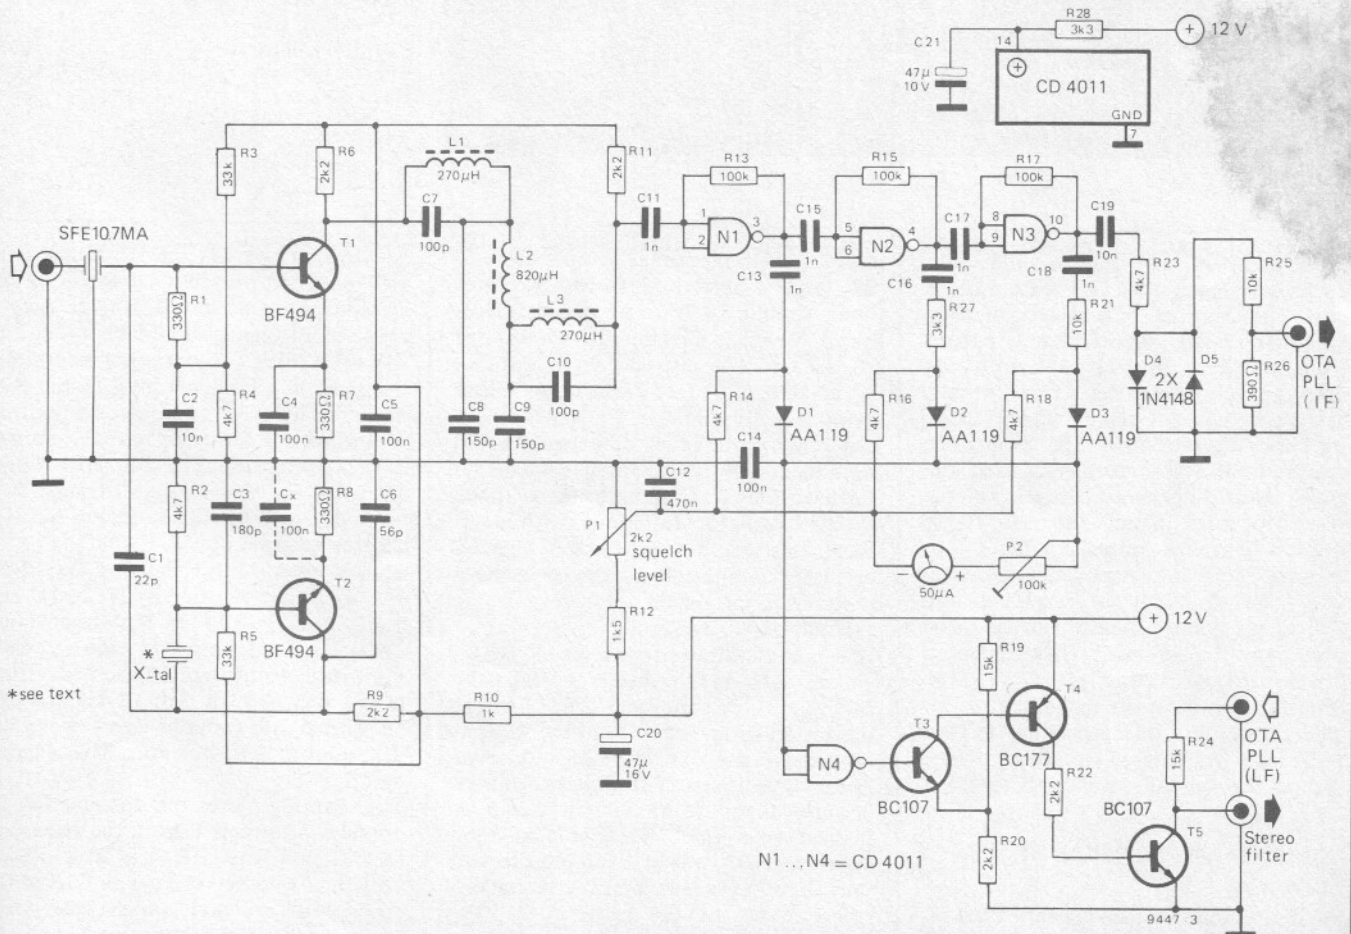 R28
3k3
12 V
C21
14
47µ
10V
CD 4011
GND
7
R3
33k
R6
2k2
L1
270µH
C7
100p
R11
2k2
R13
100k
R15
100k
R17
100k
C11
1n
1
2
N1
3
C15
1n
5
6
N2
4
C17
1n
8
9
N3
10
C19
10n
C13
1n
C16
1n
C18
1n
SFE10.7MA
T1
BF494
R1
330Ω
L2
820µH
L3
270µH
C10
100p
R27
3k3
R21
10k
R23
4k7
R25
10k
D4
D5
2X
1N4148
R26
390Ω
OTA
PLL
(IF)
C2
10n
R4
4k7
C4
100n
R7
330Ω
C5
100n
C8
150p
C9
150p
R14
4k7
C14
100n
D1
AA119
R16
4k7
D2
AA119
R18
4k7
D3
AA119
R2
4k7
C3
180p
Cx
100n
R8
330Ω
C6
56p
C12
470n
P1
2k2
squelch
level
C1
22p
T2
BF494
−
+
50µA
P2
100k
*
X-tal
*see text
R5
33k
R12
1k5
12 V
R9
2k2
R10
1k
C20
47µ
16V
R19
15k
T4
BC177
T3
N4
BC107
R22
2k2
R24
15k
OTA
PLL
(LF)
BC107
T5
R20
2k2
Stereo
filter
N1...,N4 = CD 4011
9447 3